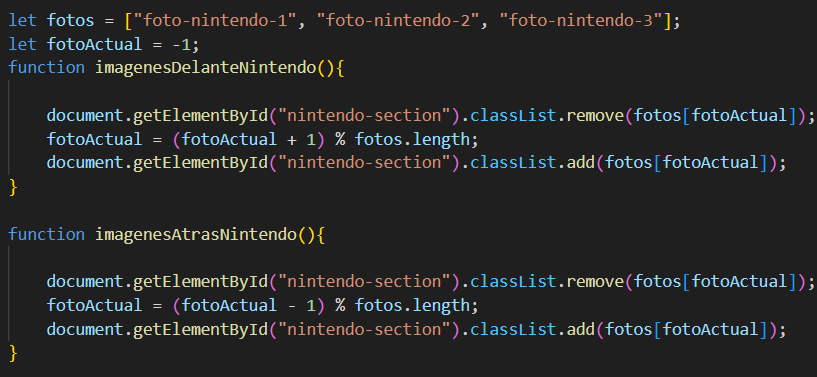 let fotos = ["foto-nintendo-1", "foto-nintendo-2", "foto-nintendo-3"];
let fotoActual = -1;
function imagenesDelanteNintendo(){
document.getElementById("nintendo-section").classList.remove(fotos[fotoActual]);
fotoActual = (fotoActual + 1) % fotos.length;
document.getElementById("nintendo-section").classList.add(fotos[fotoActual]);
}
function imagenesAtrasNintendo(){
document.getElementById("nintendo-section").classList.remove(fotos[fotoActual]);
fotoActual = (fotoActual - 1) % fotos.length;
document.getElementById("nintendo-section").classList.add(fotos[fotoActual]);
}